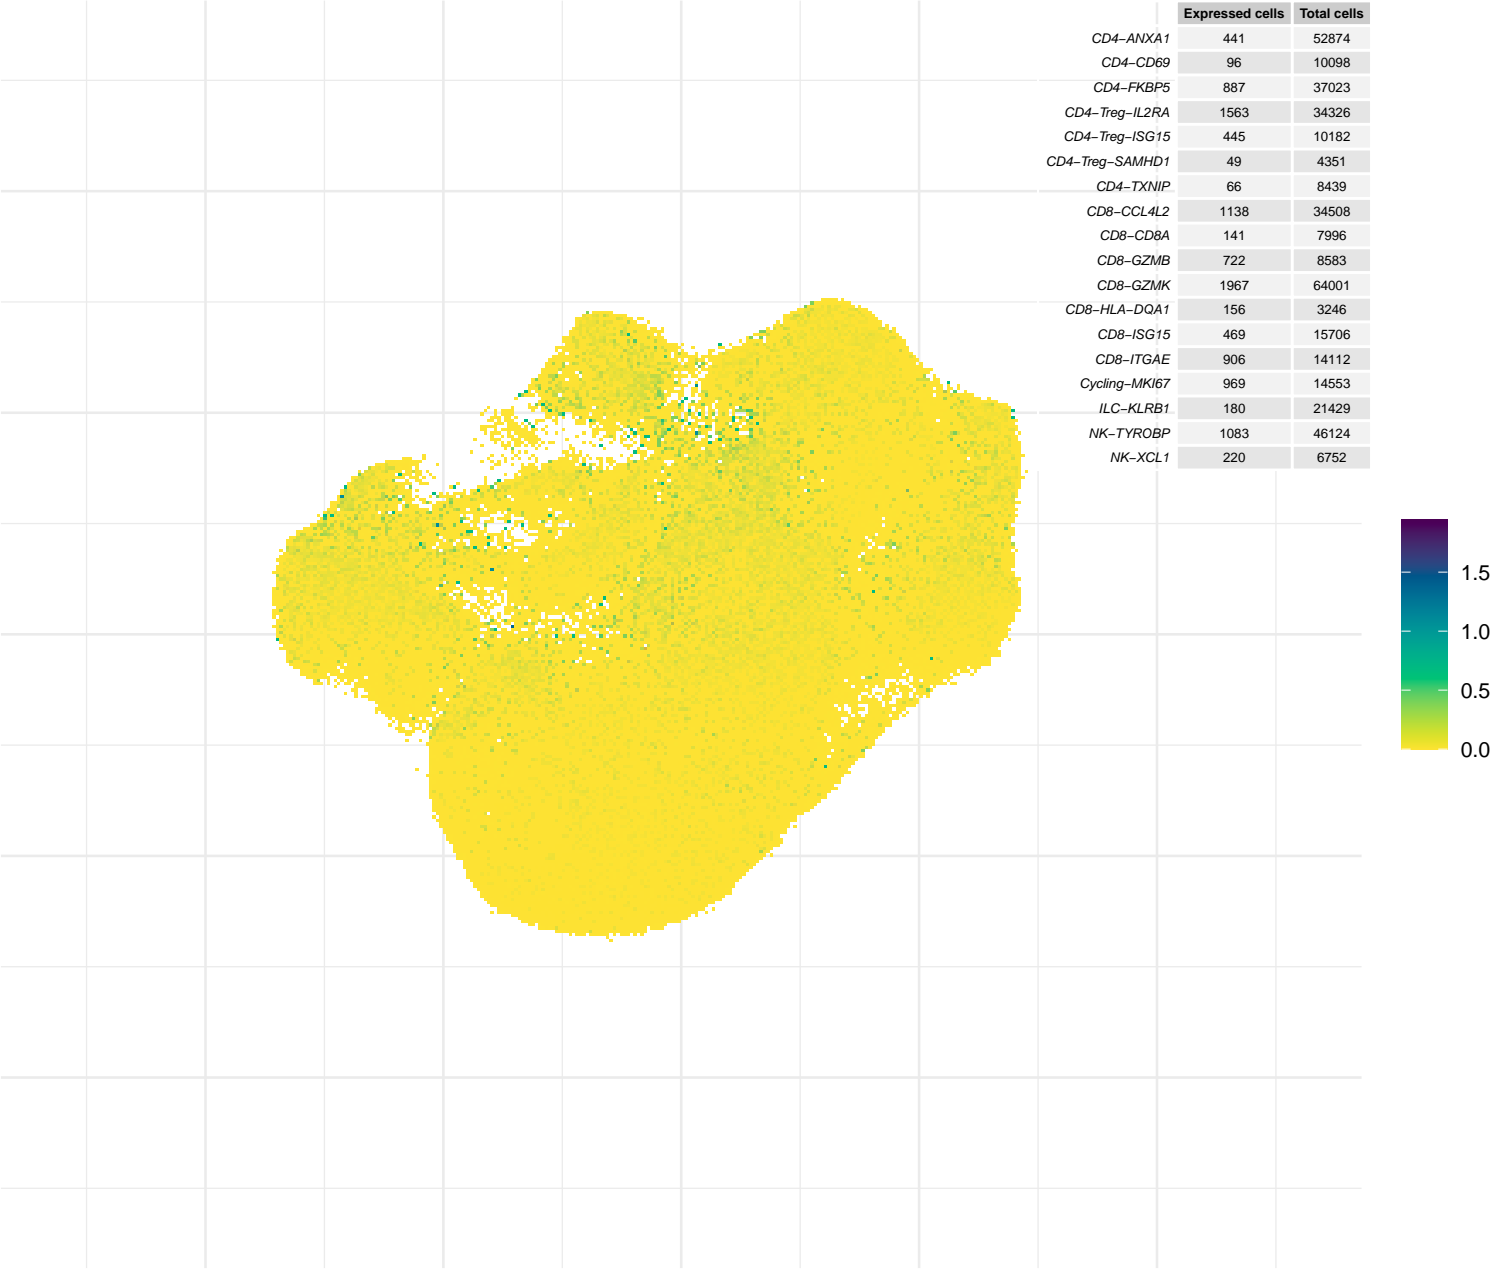 Expressed cells Total cells
CD4−ANXA1 441 52874
CD4−CD69 96 10098
CD4−FKBP5 887 37023
CD4−Treg−IL2RA 1563 34326
CD4−Treg−ISG15 445 10182
CD4−Treg−SAMHD1 49 4351
CD4−TXNIP 66 8439
CD8−CCL4L2 1138 34508
CD8−CD8A 141 7996
CD8−GZMB 722 8583
CD8−GZMK 1967 64001
CD8−HLA−DQA1 156 3246
CD8−ISG15 469 15706
CD8−ITGAE 906 14112
Cycling−MKI67 969 14553
ILC−KLRB1 180 21429
NK−TYROBP 1083 46124
NK−XCL1 220 6752
1.5
1.0
0.5
0.0